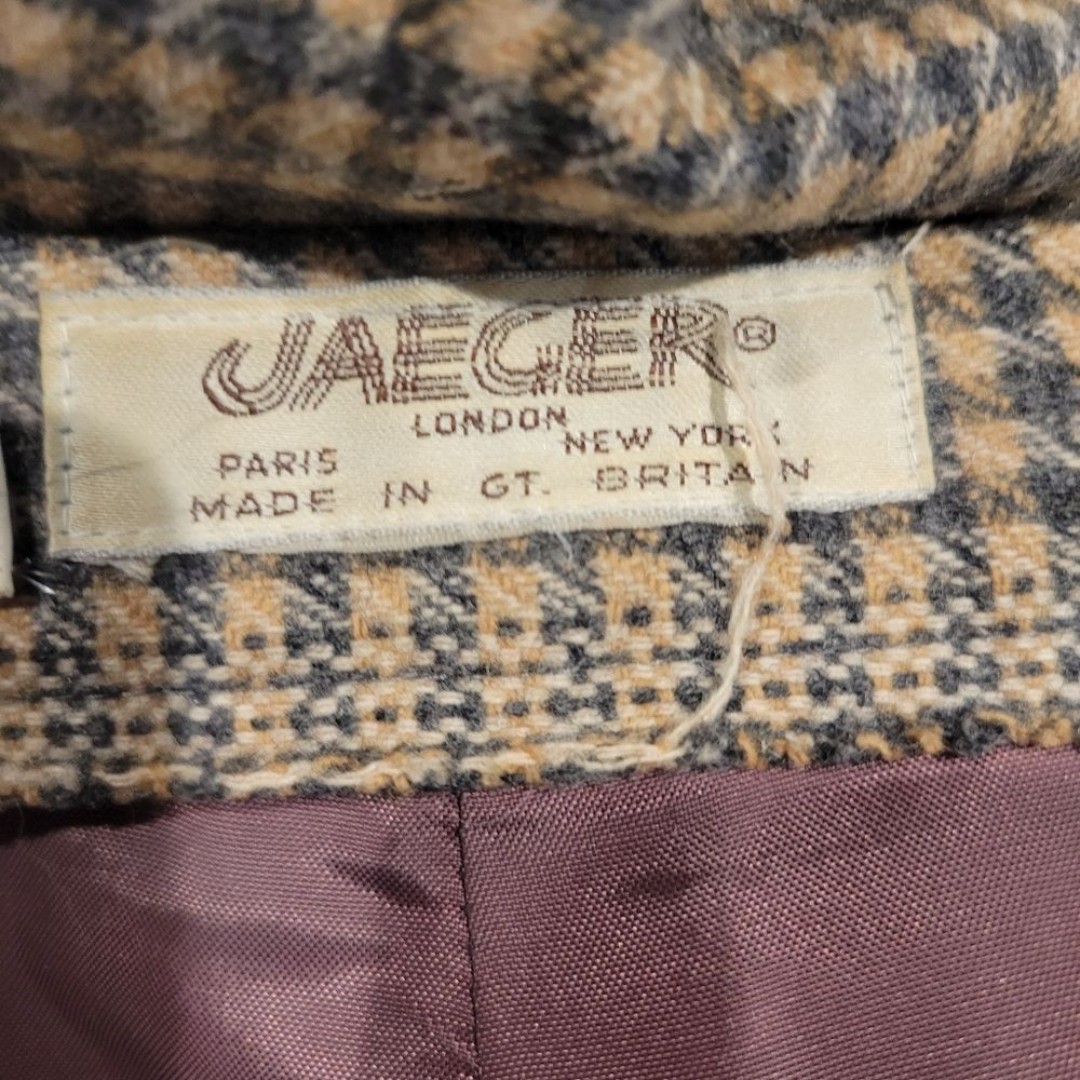 JAEGER®
LONDON
PARIS NEW YORK
MADE IN GT. BRITAIN